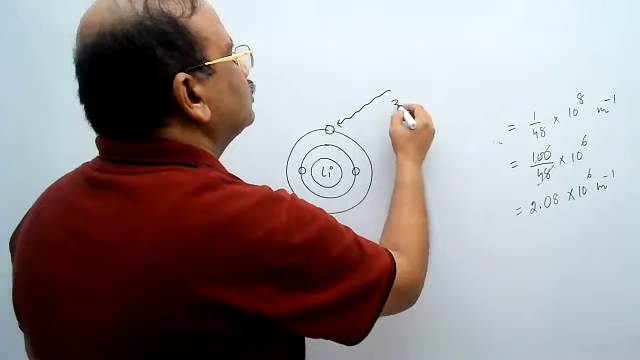 Li°
= 1/48 × 10⁸ m⁻¹
= 100/48 × 10⁶
= 2.08 × 10⁶ m⁻¹